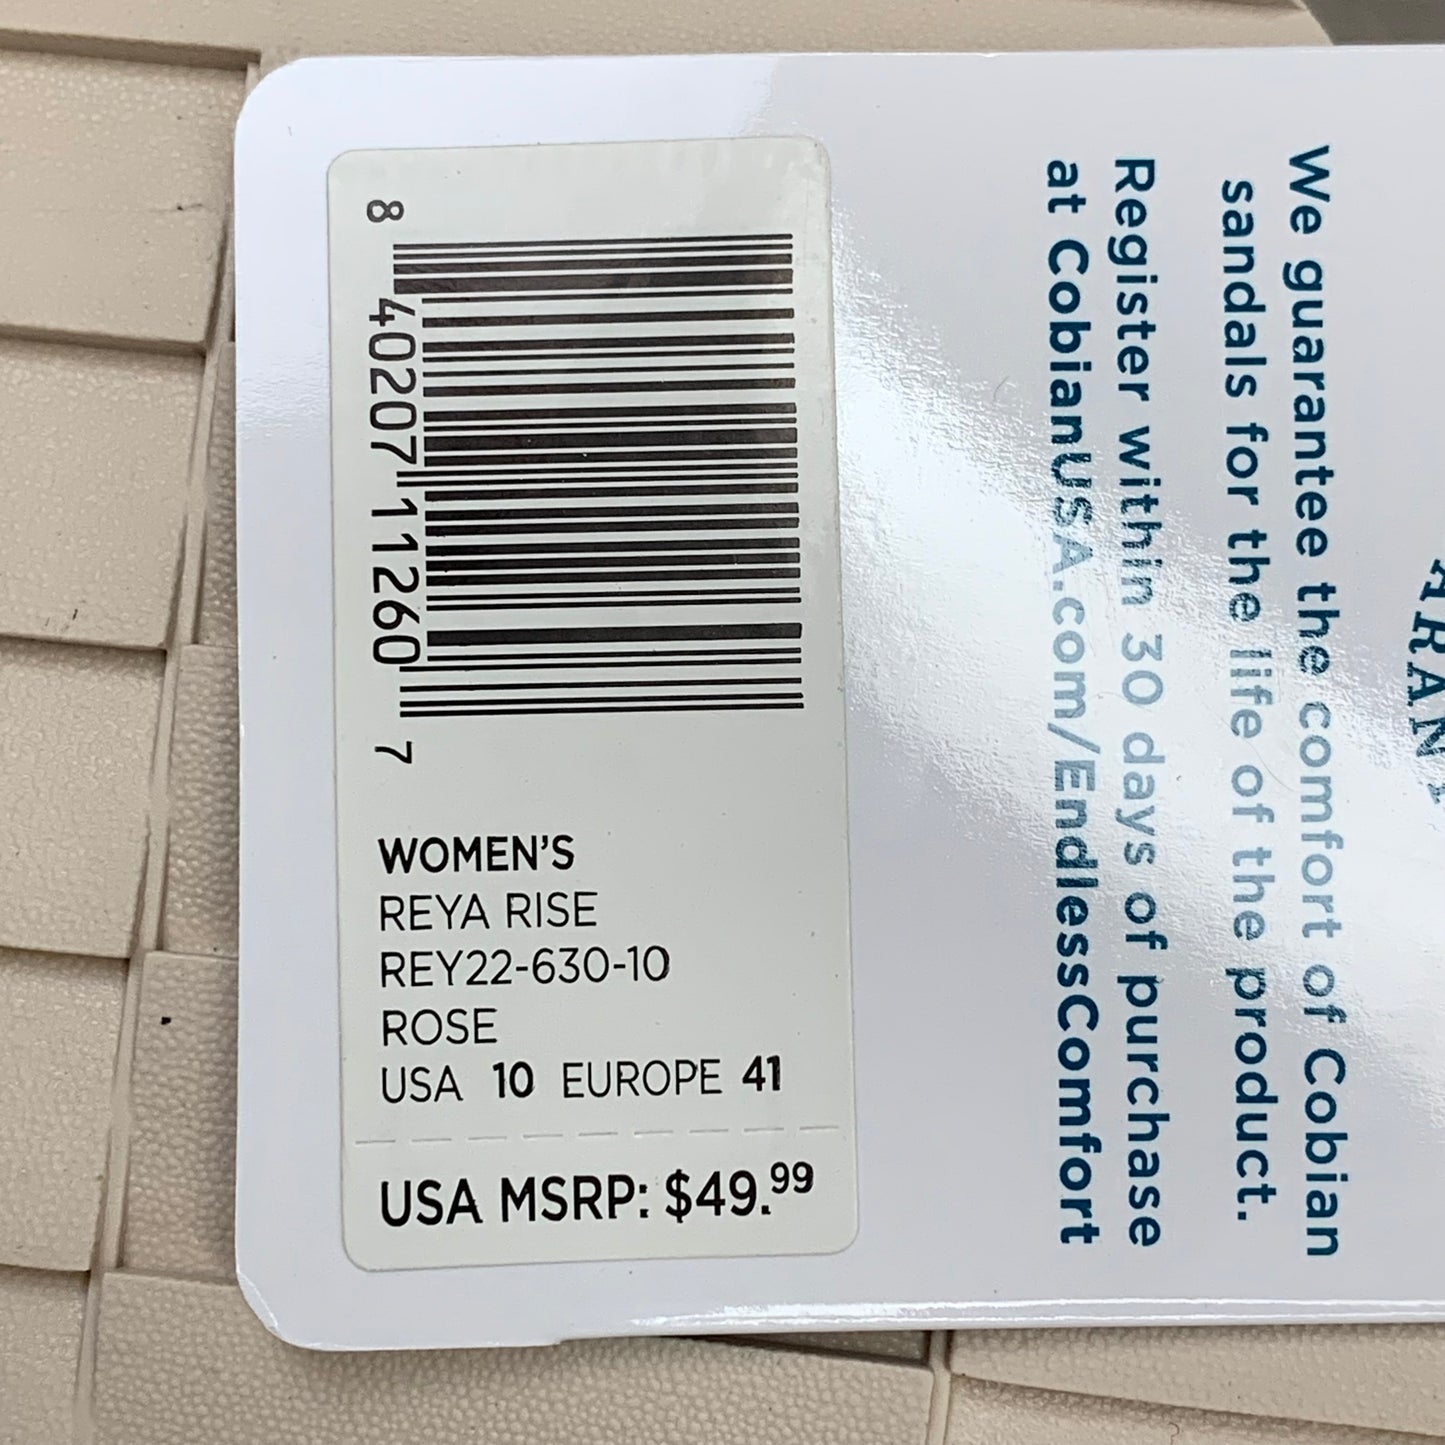 8 40207 11260 7
WOMEN'S
REYA RISE
REY22-630-10
ROSE
USA 10 EUROPE 41
USA MSRP: $49.99
We guarantee the comfort of Cobian
sandals for the life of the product.
Register within 30 days of purchase
at CobianUSA.com/EndlessComfort